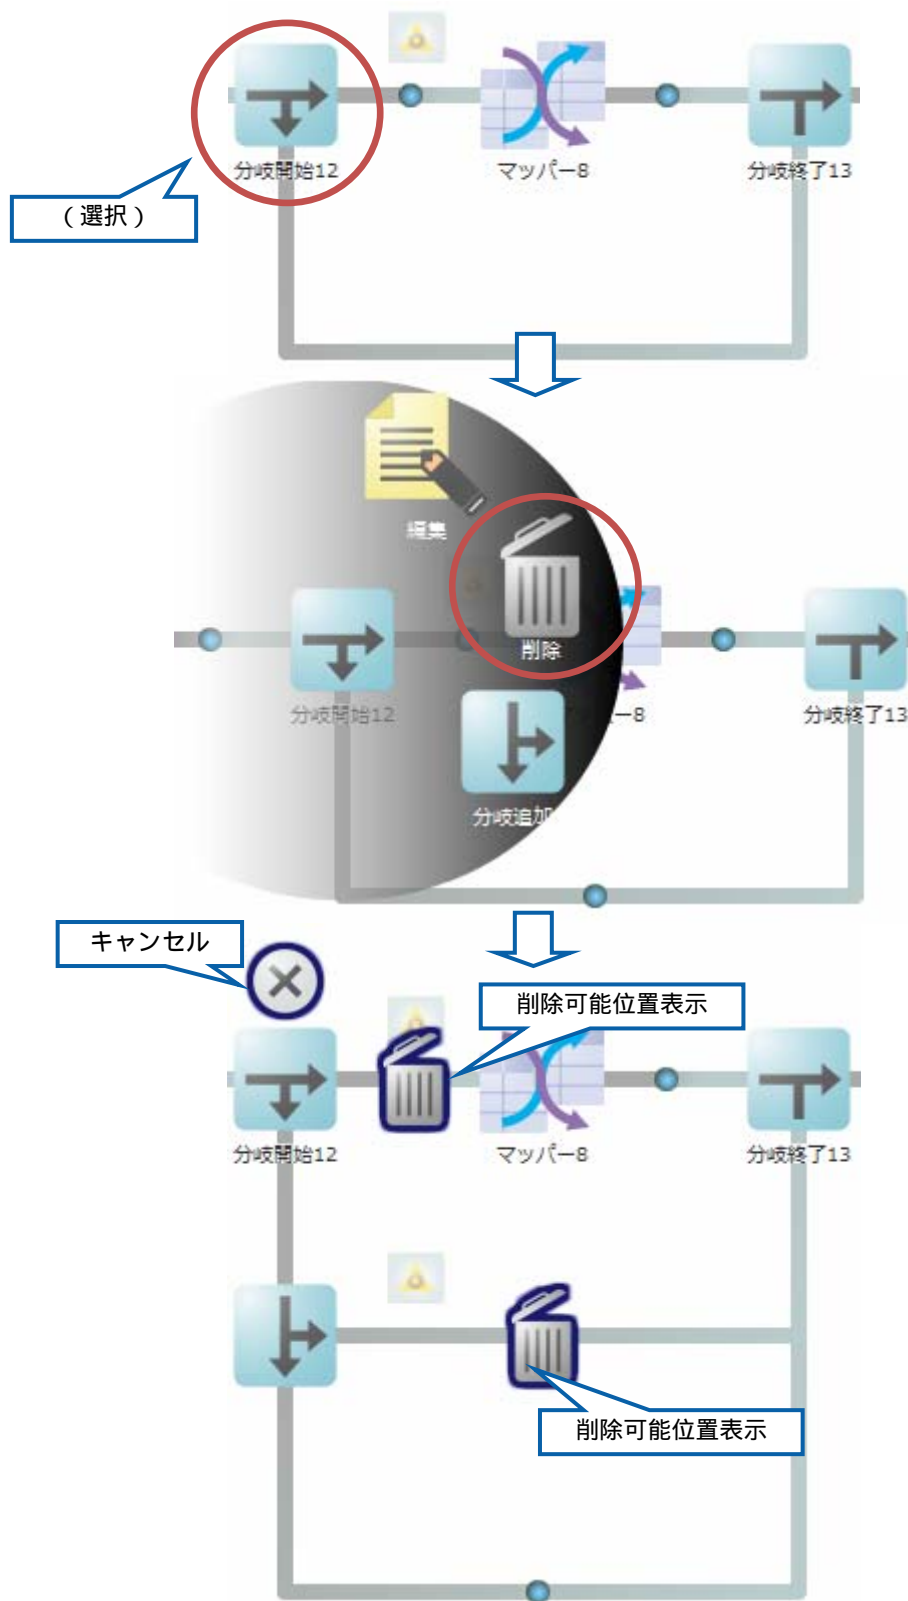 分岐開始12
マッパー8
分岐終了13
(選択)
編集
削除
分岐開始12
ー8
分岐終了13
分岐追加
キャンセル
削除可能位置表示
分岐開始12
マッパー8
分岐終了13
削除可能位置表示